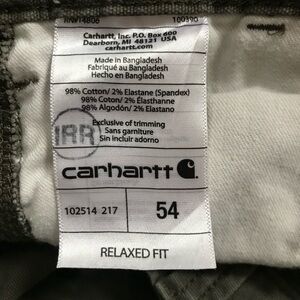 RNW14806 100390
Carhartt, Inc. P.O. Box 600
Dearborn, MI 48121 USA
carhartt.com
Made in Bangladesh
Fabriqué au Bangladesh
Hecho en Bangladesh
98% Cotton/ 2% Elastane (Spandex)
98% Coton/ 2% Élasthanne
98% Algodón/ 2% Elastano
Exclusive of trimming
Sans garniture
Sin incluir adorno
IRR
carhartt
102514 217
54
RELAXED FIT